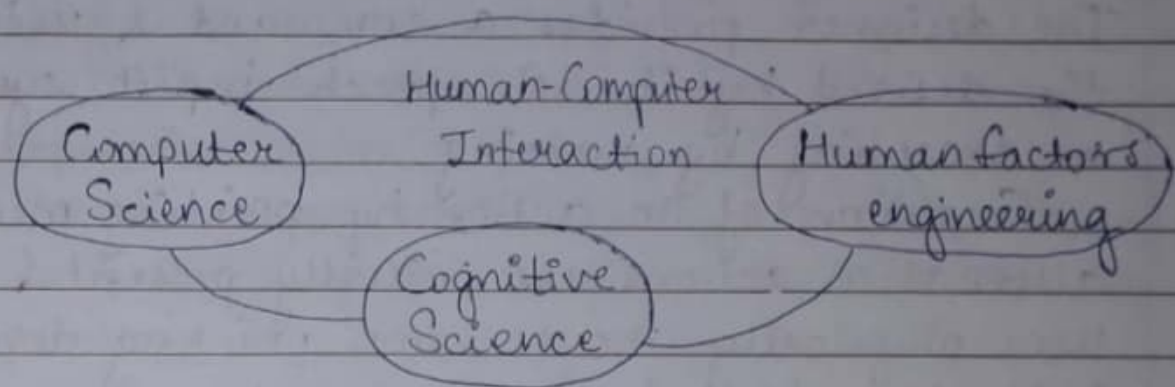 Human-Computer
Interaction
Computer
Science
Human factors
engineering
Cognitive
Science